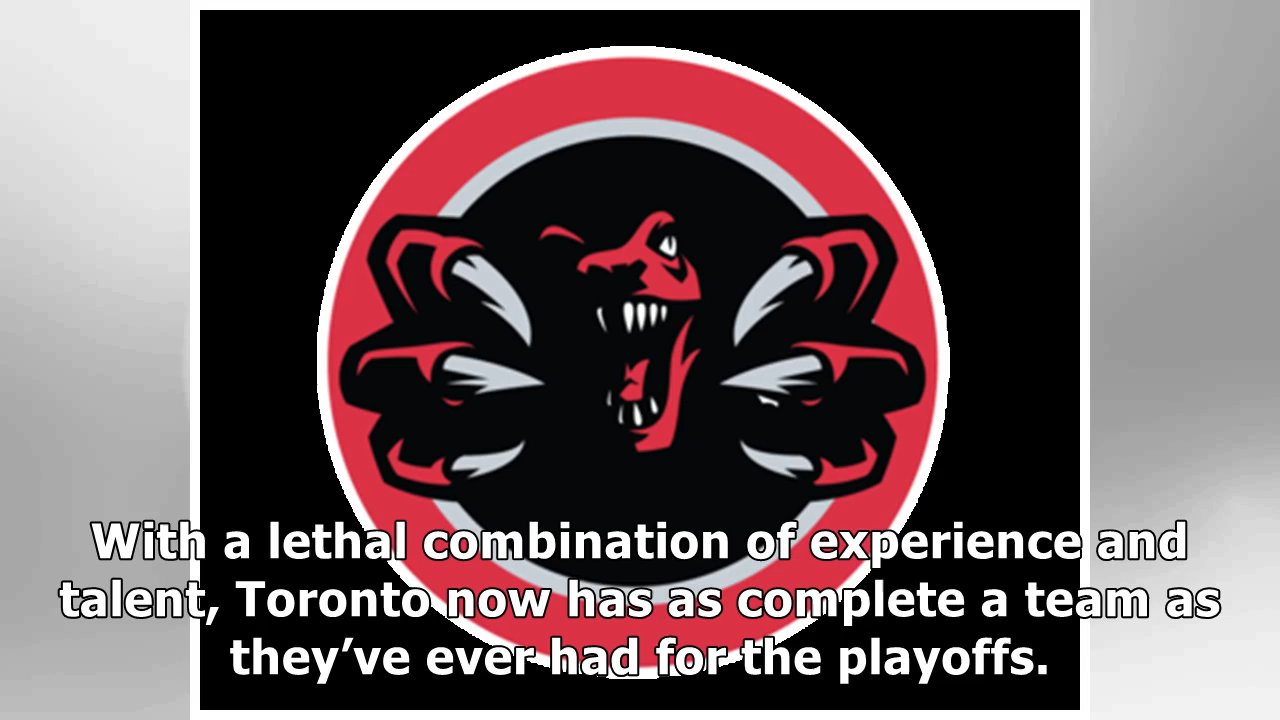 With a lethal combination of experience and
talent, Toronto now has as complete a team as
they’ve ever had for the playoffs.